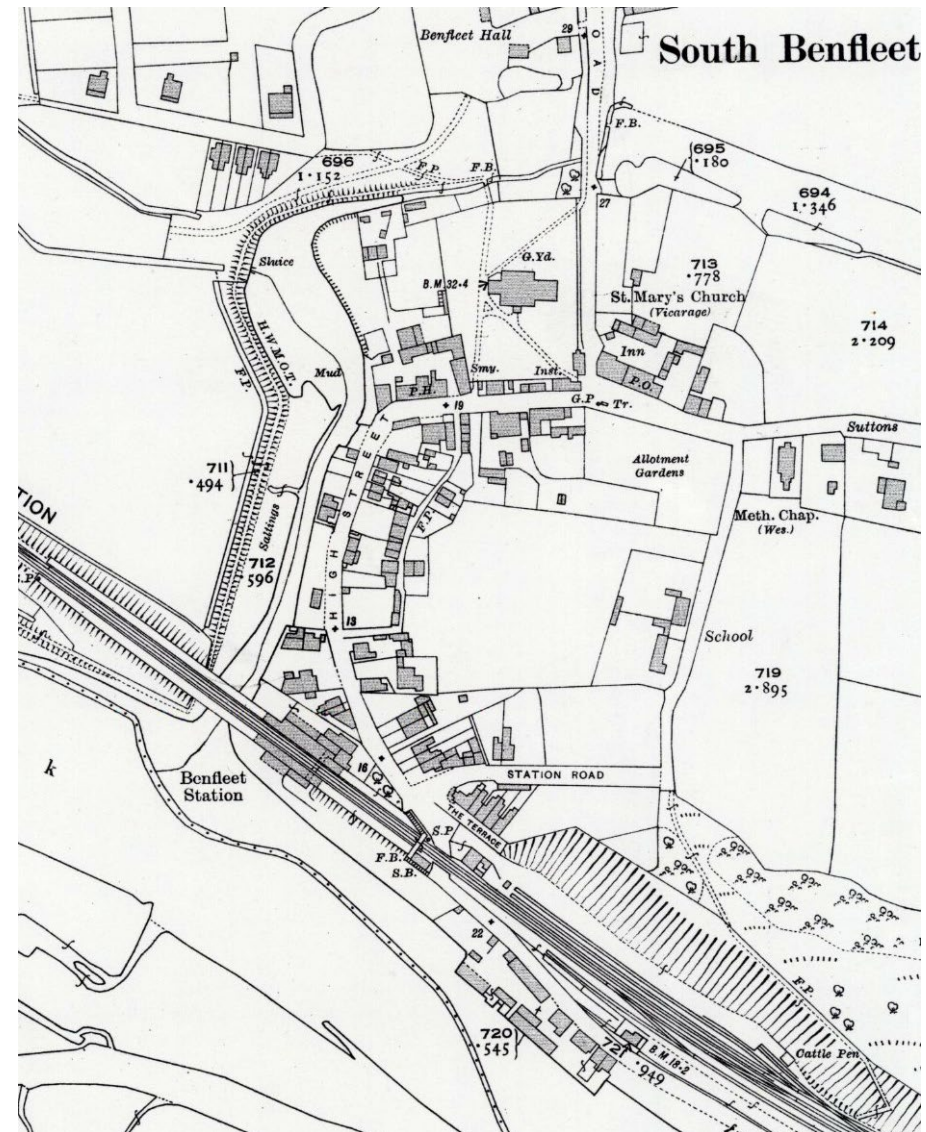 Benfleet Hall
29
South Benfleet
O
A
D
F.B.
696
1·152
F.P.
F.B.
695
·180
694
1·346
27
Sluice
G.Yd.
B.M.32·4
713
·778
St. Mary's Church
(Vicarage)
714
2·209
H.W.M.O.T.
F.P.
Mud
Inn
Smy.
Inst.
P.O.
P.H.
19
G.P.
Tr.
Suttons
711
·494
Allotment
Gardens
Meth. Chap.
(Wes.)
HIGH STREET
F.P.
Saltings
TION
712
596
S.P
13
School
719
2·895
k
Benfleet
Station
16
STATION ROAD
THE TERRACE
S.P.
F.B.
S.B.
22
F.P.
720
·545
721
·949
B.M.18·2
Cattle Pen